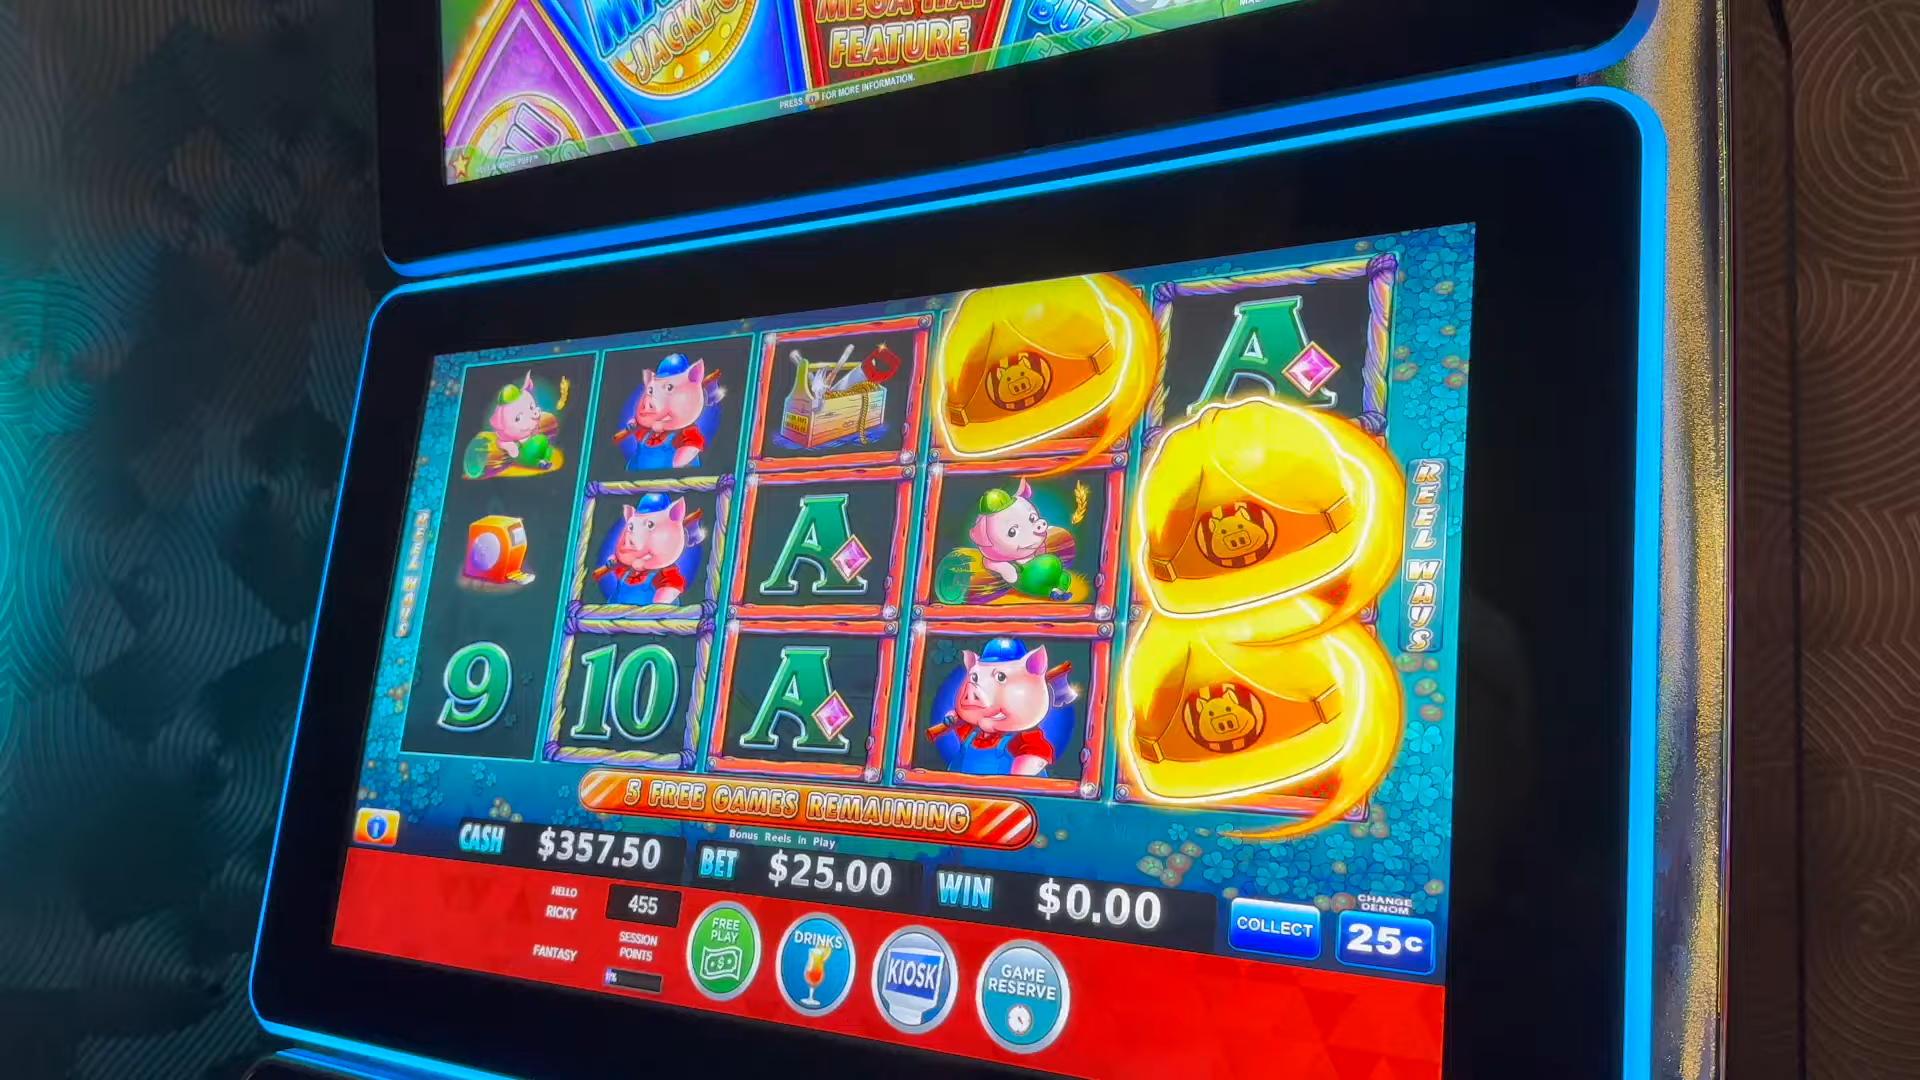 JACKPOT
MEGA HAT
FEATURE
BUZZ
PRESS FOR MORE INFORMATION.
REEL WAYS
A
A
9
10
A
REEL WAYS
5 FREE GAMES REMAINING
Bonus Reels in Play
CASH $357.50
BET $25.00
WIN $0.00
COLLECT
CHANGE
DENOM
25¢
HELLO
RICKY
FANTASY
455
SESSION
POINTS
FREE
PLAY
DRINKS
KIOSK
GAME
RESERVE